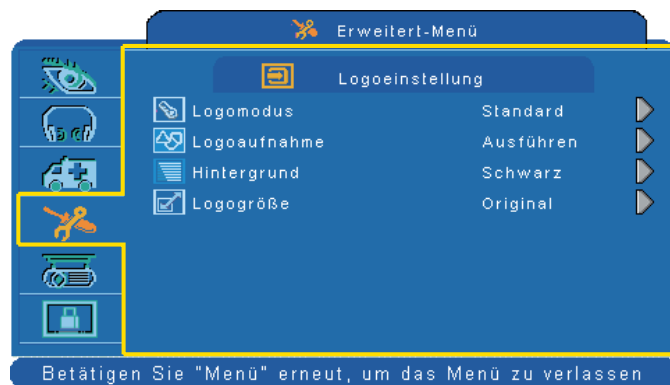 Erweitert-Menü
Logoeinstellung
Logomodus Standard
Logoaufnahme Ausführen
Hintergrund Schwarz
Logogröße Original
Betätigen Sie "Menü" erneut, um das Menü zu verlassen